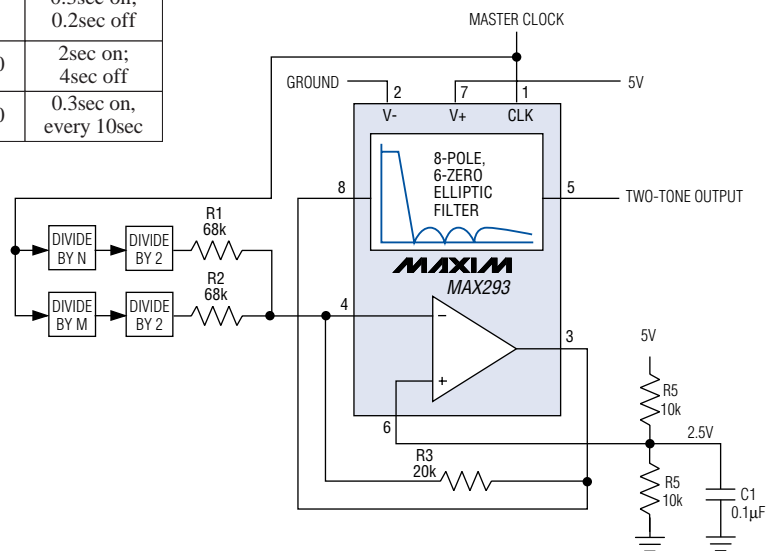 0.2sec off
0
2sec on;
4sec off
0
0.3sec on,
every 10sec
MASTER CLOCK
GROUND
5V
2
7
1
V-
V+
CLK
8-POLE,
6-ZERO
ELLIPTIC
FILTER
8
5
TWO-TONE OUTPUT
MAXIM
MAX293
DIVIDE
BY N
DIVIDE
BY 2
R1
68k
DIVIDE
BY M
DIVIDE
BY 2
R2
68k
4
−
+
3
6
5V
R5
10k
2.5V
R3
20k
R5
10k
C1
0.1µF